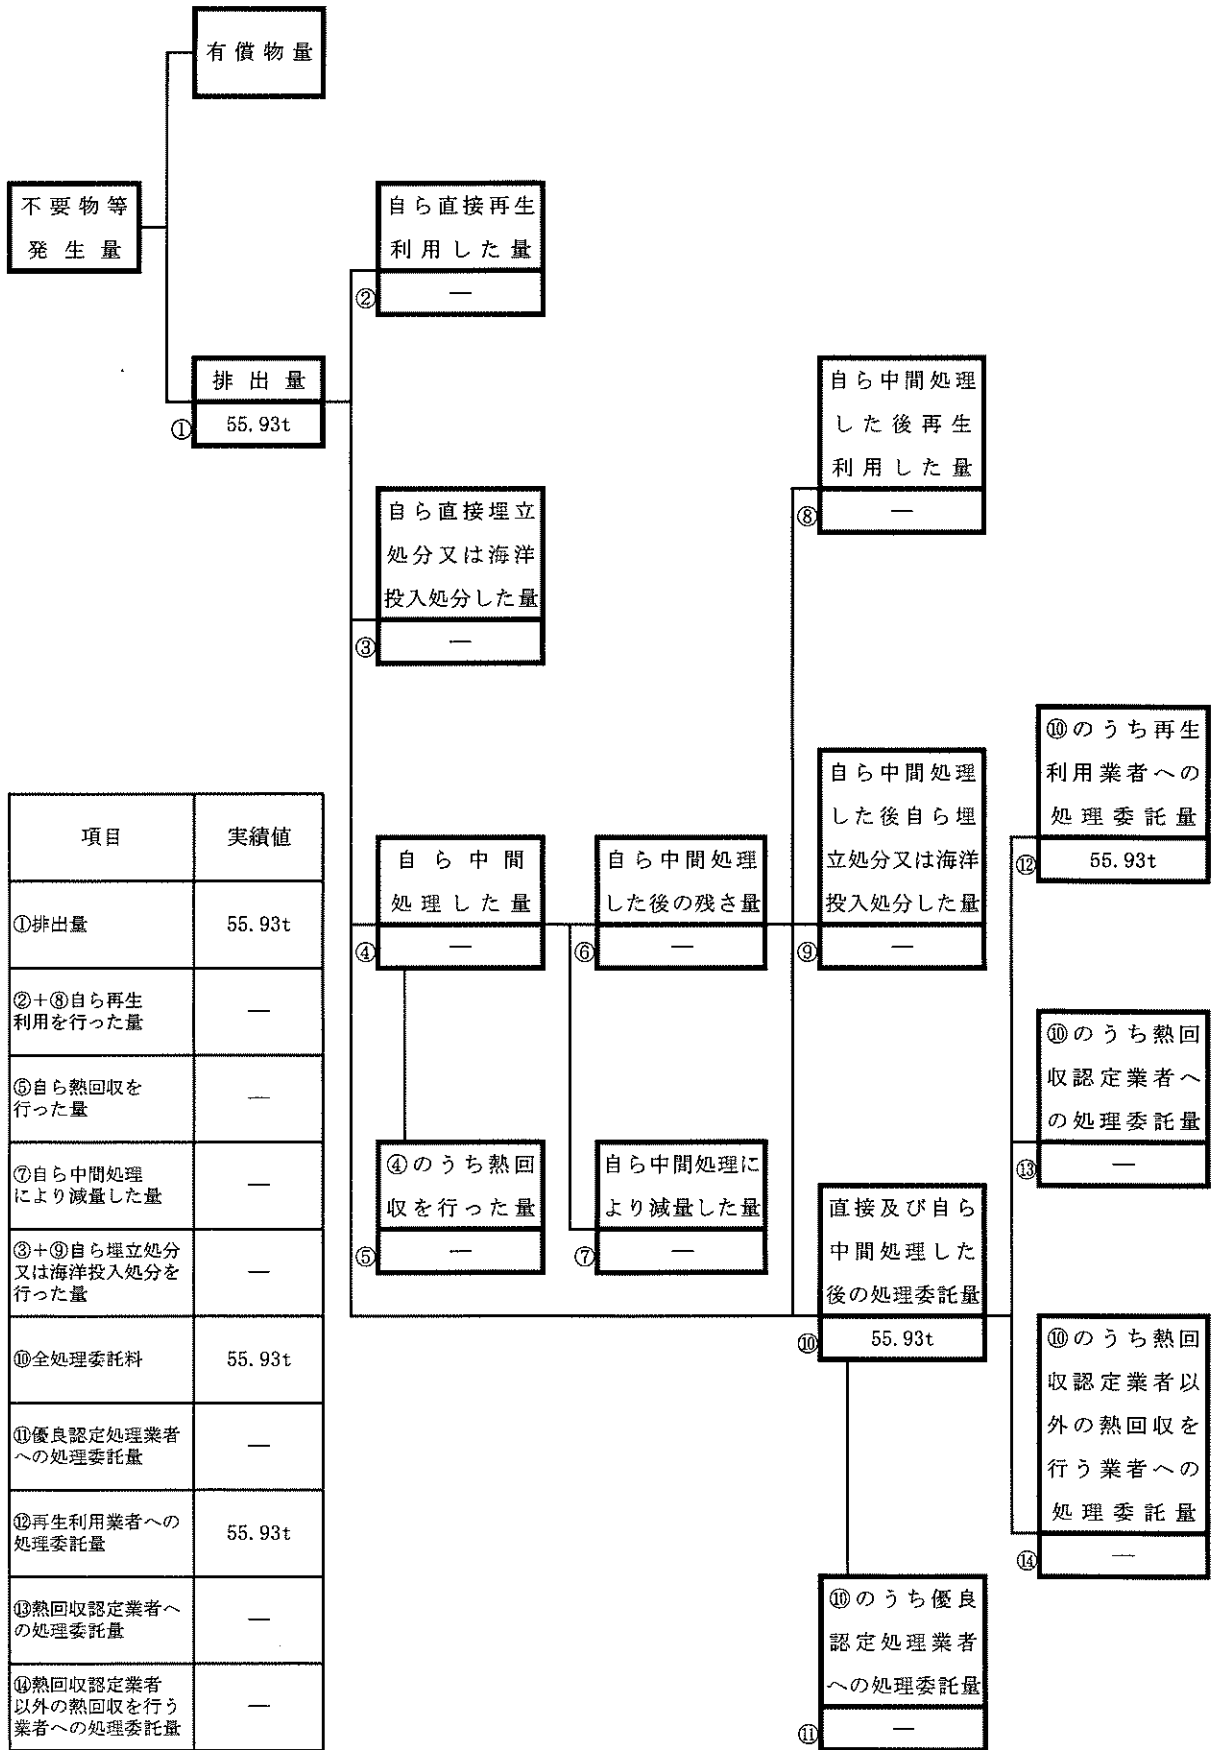 有償物量
不要物等
発生量
排出量
① 55.93t
自ら直接再生
利用した量
② —
自ら直接埋立
処分又は海洋
投入処分した量
③ —
自ら中間
処理した量
④ —
④のうち熱回
収を行った量
⑤ —
自ら中間処理
した後の残さ量
⑥ —
自ら中間処理に
より減量した量
⑦ —
自ら中間処理
した後再生
利用した量
⑧ —
自ら中間処理
した後自ら埋
立処分又は海洋
投入処分した量
⑨ —
直接及び自ら
中間処理した
後の処理委託量
⑩ 55.93t
⑩のうち優良
認定処理業者
への処理委託量
⑪ —
⑩のうち再生
利用業者への
処理委託量
⑫ 55.93t
⑩のうち熱回
収認定業者へ
の処理委託量
⑬ —
⑩のうち熱回
収認定業者以
外の熱回収を
行う業者への
処理委託量
⑭ —
項目 実績値
①排出量 55.93t
②+⑧自ら再生
利用を行った量 —
⑤自ら熱回収を
行った量 —
⑦自ら中間処理
により減量した量 —
③+⑨自ら埋立処分
又は海洋投入処分を
行った量 —
⑩全処理委託料 55.93t
⑪優良認定処理業者
への処理委託量 —
⑫再生利用業者への
処理委託量 55.93t
⑬熱回収認定業者へ
の処理委託量 —
⑭熱回収認定業者
以外の熱回収を行う
業者への処理委託量 —